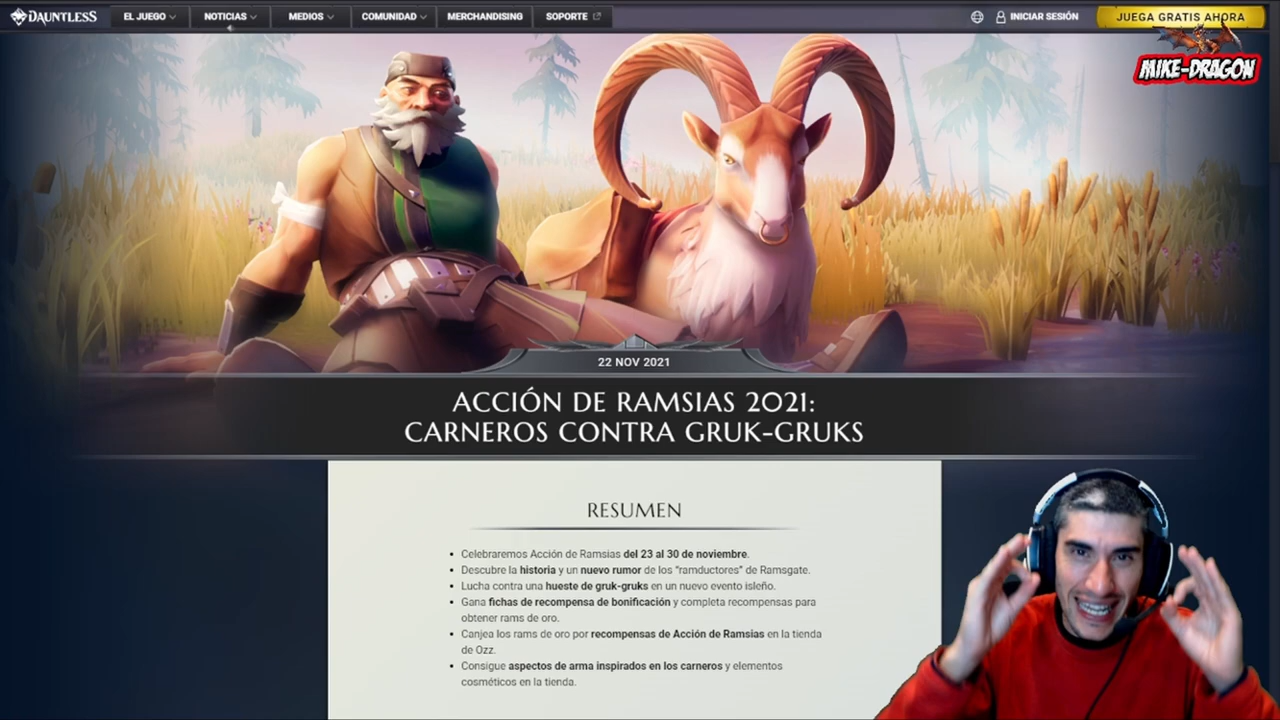 DAUNTLESS
EL JUEGO
NOTICIAS
MEDIOS
COMUNIDAD
MERCHANDISING
SOPORTE
INICIAR SESIÓN
JUEGA GRATIS AHORA
MIKE-DRAGON
22 NOV 2021
ACCIÓN DE RAMSIAS 2021:
CARNEROS CONTRA GRUK-GRUKS
RESUMEN
• Celebraremos Acción de Ramsias del 23 al 30 de noviembre.
• Descubre la historia y un nuevo rumor de los "ramductores" de Ramsgate.
• Lucha contra una hueste de gruk-gruks en un nuevo evento isleño.
• Gana fichas de recompensa de bonificación y completa recompensas para
obtener rams de oro.
• Canjea los rams de oro por recompensas de Acción de Ramsias en la tienda
de Ozz.
• Consigue aspectos de arma inspirados en los carneros y elementos
cosméticos en la tienda.